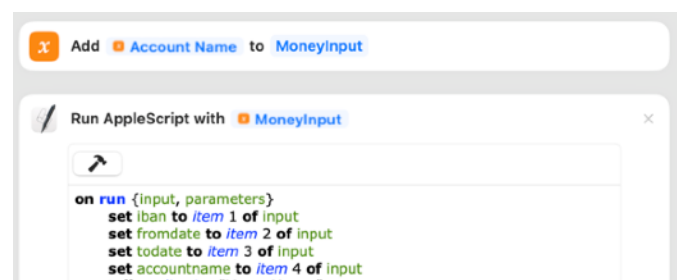 Add Account Name to MoneyInput
Run AppleScript with MoneyInput
on run {input, parameters}
set iban to item 1 of input
set fromdate to item 2 of input
set todate to item 3 of input
set accountname to item 4 of input